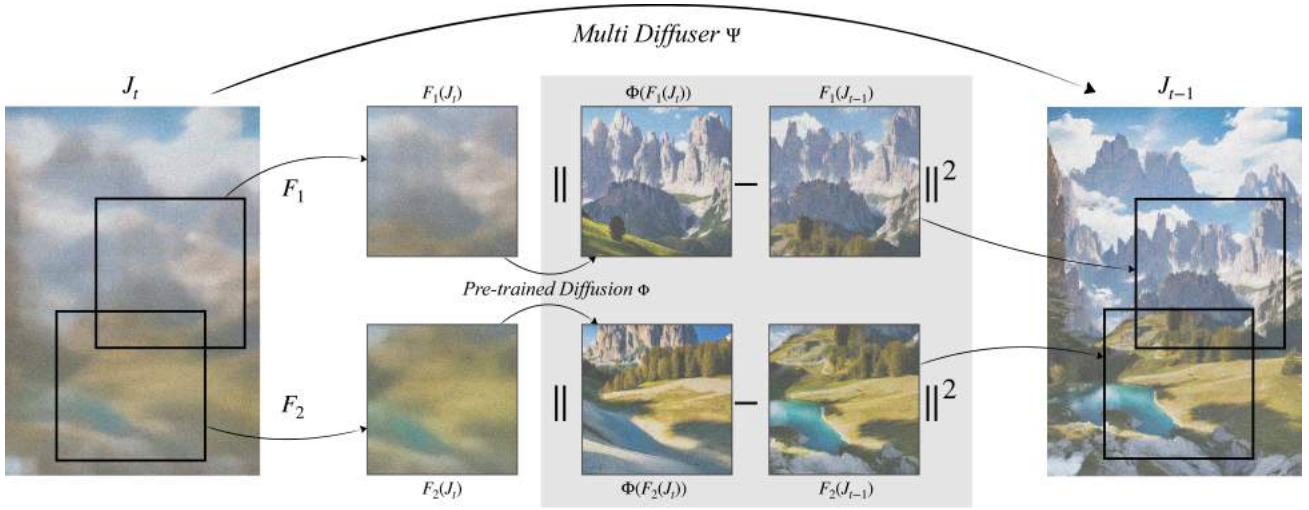 Multi Diffuser Ψ
J_t
F_1(J_t)
Φ(F_1(J_t))
F_1(J_{t−1})
J_{t−1}
F_1
|| − ||^2
Pre-trained Diffusion Φ
F_2
|| − ||^2
F_2(J_t)
Φ(F_2(J_t))
F_2(J_{t−1})